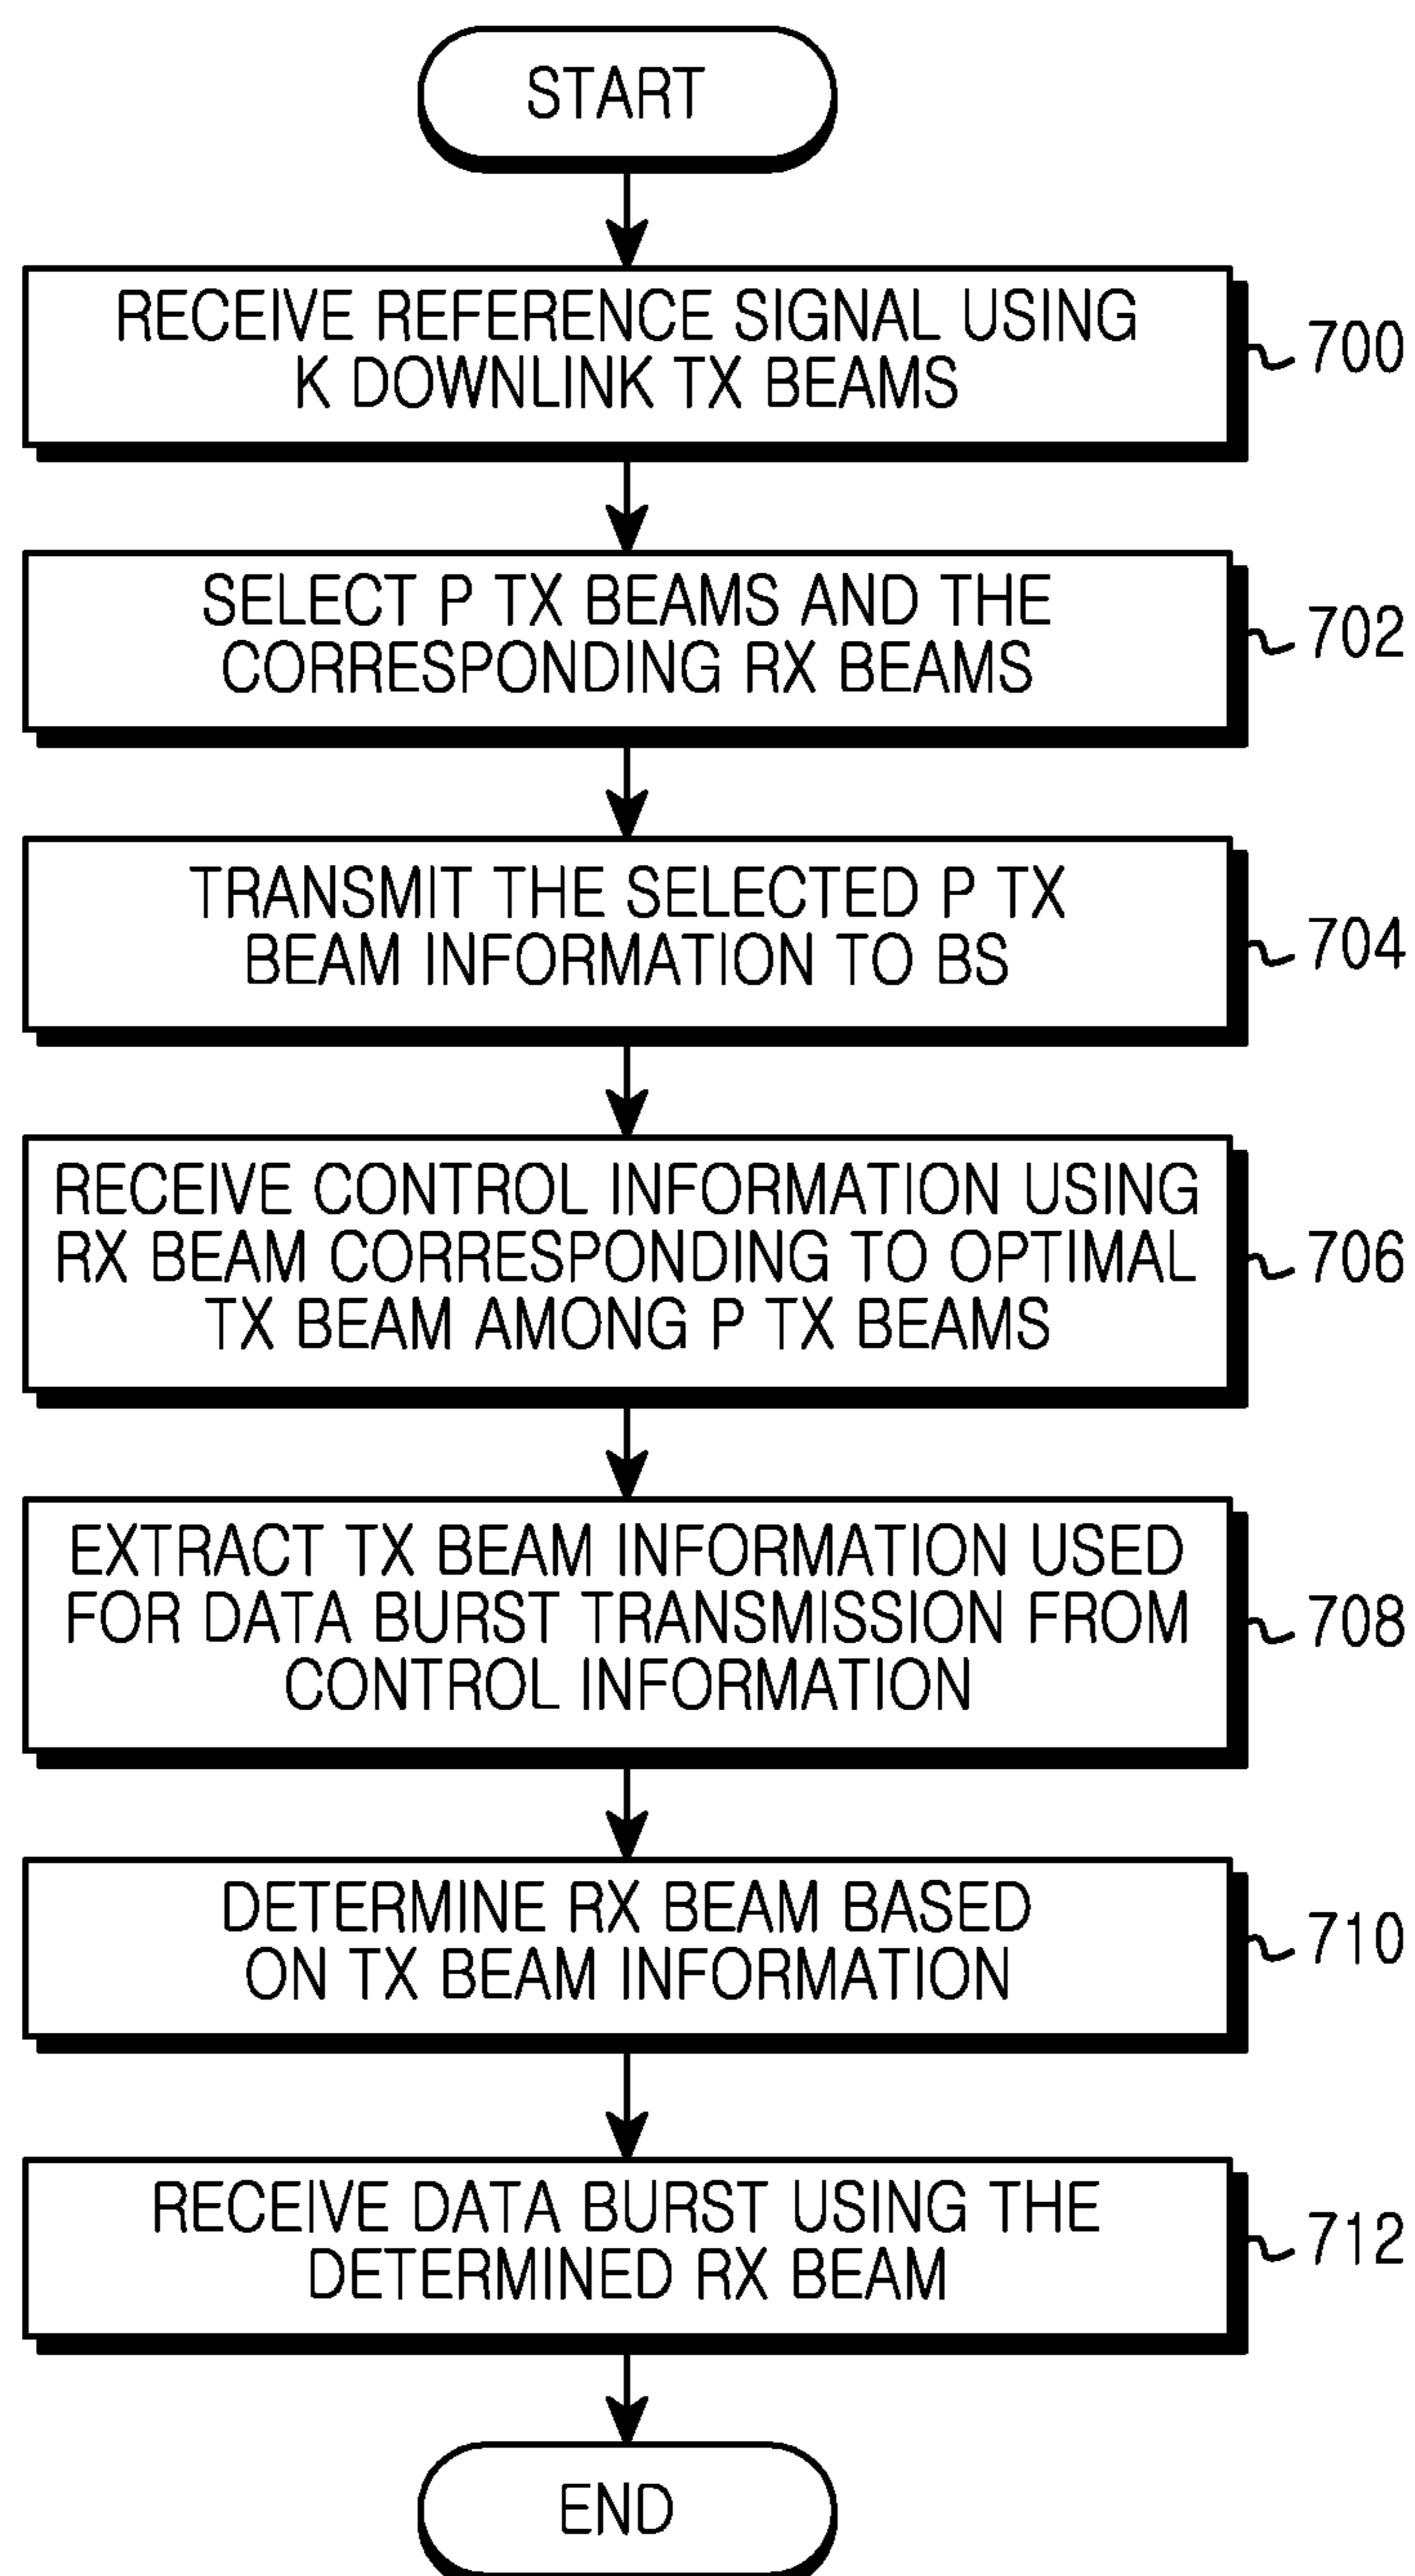 START
RECEIVE REFERENCE SIGNAL USING
K DOWNLINK TX BEAMS
700
SELECT P TX BEAMS AND THE
CORRESPONDING RX BEAMS
702
TRANSMIT THE SELECTED P TX
BEAM INFORMATION TO BS
704
RECEIVE CONTROL INFORMATION USING
RX BEAM CORRESPONDING TO OPTIMAL
TX BEAM AMONG P TX BEAMS
706
EXTRACT TX BEAM INFORMATION USED
FOR DATA BURST TRANSMISSION FROM
CONTROL INFORMATION
708
DETERMINE RX BEAM BASED
ON TX BEAM INFORMATION
710
RECEIVE DATA BURST USING THE
DETERMINED RX BEAM
712
END